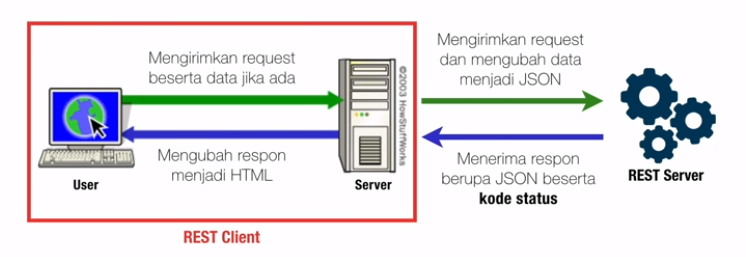 Mengirimkan request
beserta data jika ada
Mengirimkan request
dan mengubah data
menjadi JSON
©2003 HowStuffWorks
Mengubah respon
menjadi HTML
Menerima respon
berupa JSON beserta
kode status
User
Server
REST Server
REST Client